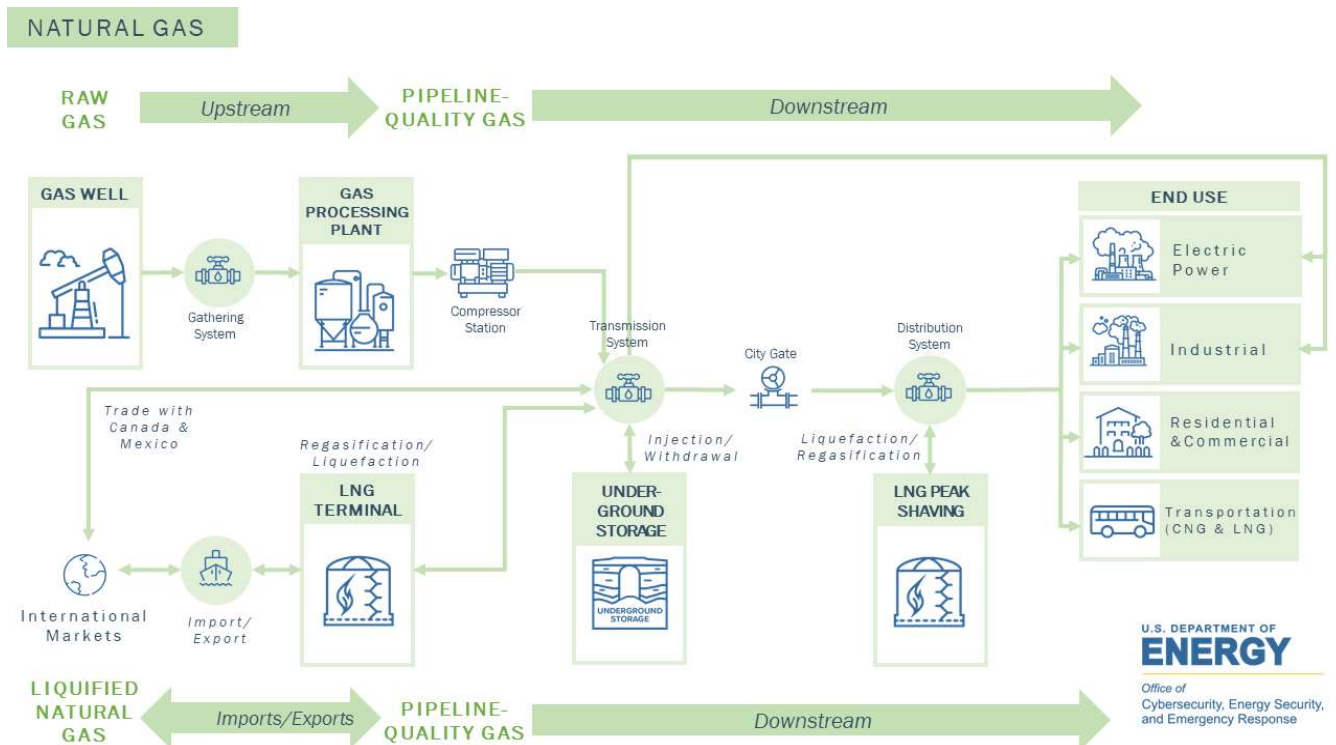 NATURAL GAS
RAW
GAS
Upstream
PIPELINE-
QUALITY GAS
Downstream
GAS WELL
Gathering
System
GAS
PROCESSING
PLANT
Compressor
Station
Transmission
System
City Gate
Distribution
System
END USE
Electric
Power
Industrial
Residential
&Commercial
Transportation
(CNG & LNG)
Trade with
Canada &
Mexico
Regasification/
Liquefaction
LNG
TERMINAL
Injection/
Withdrawal
UNDER-
GROUND
STORAGE
UNDERGROUND
STORAGE
Liquefaction/
Regasification
LNG PEAK
SHAVING
International
Markets
Import/
Export
U.S. DEPARTMENT OF
ENERGY
Office of
Cybersecurity, Energy Security,
and Emergency Response
LIQUIFIED
NATURAL
GAS
Imports/Exports
PIPELINE-
QUALITY GAS
Downstream